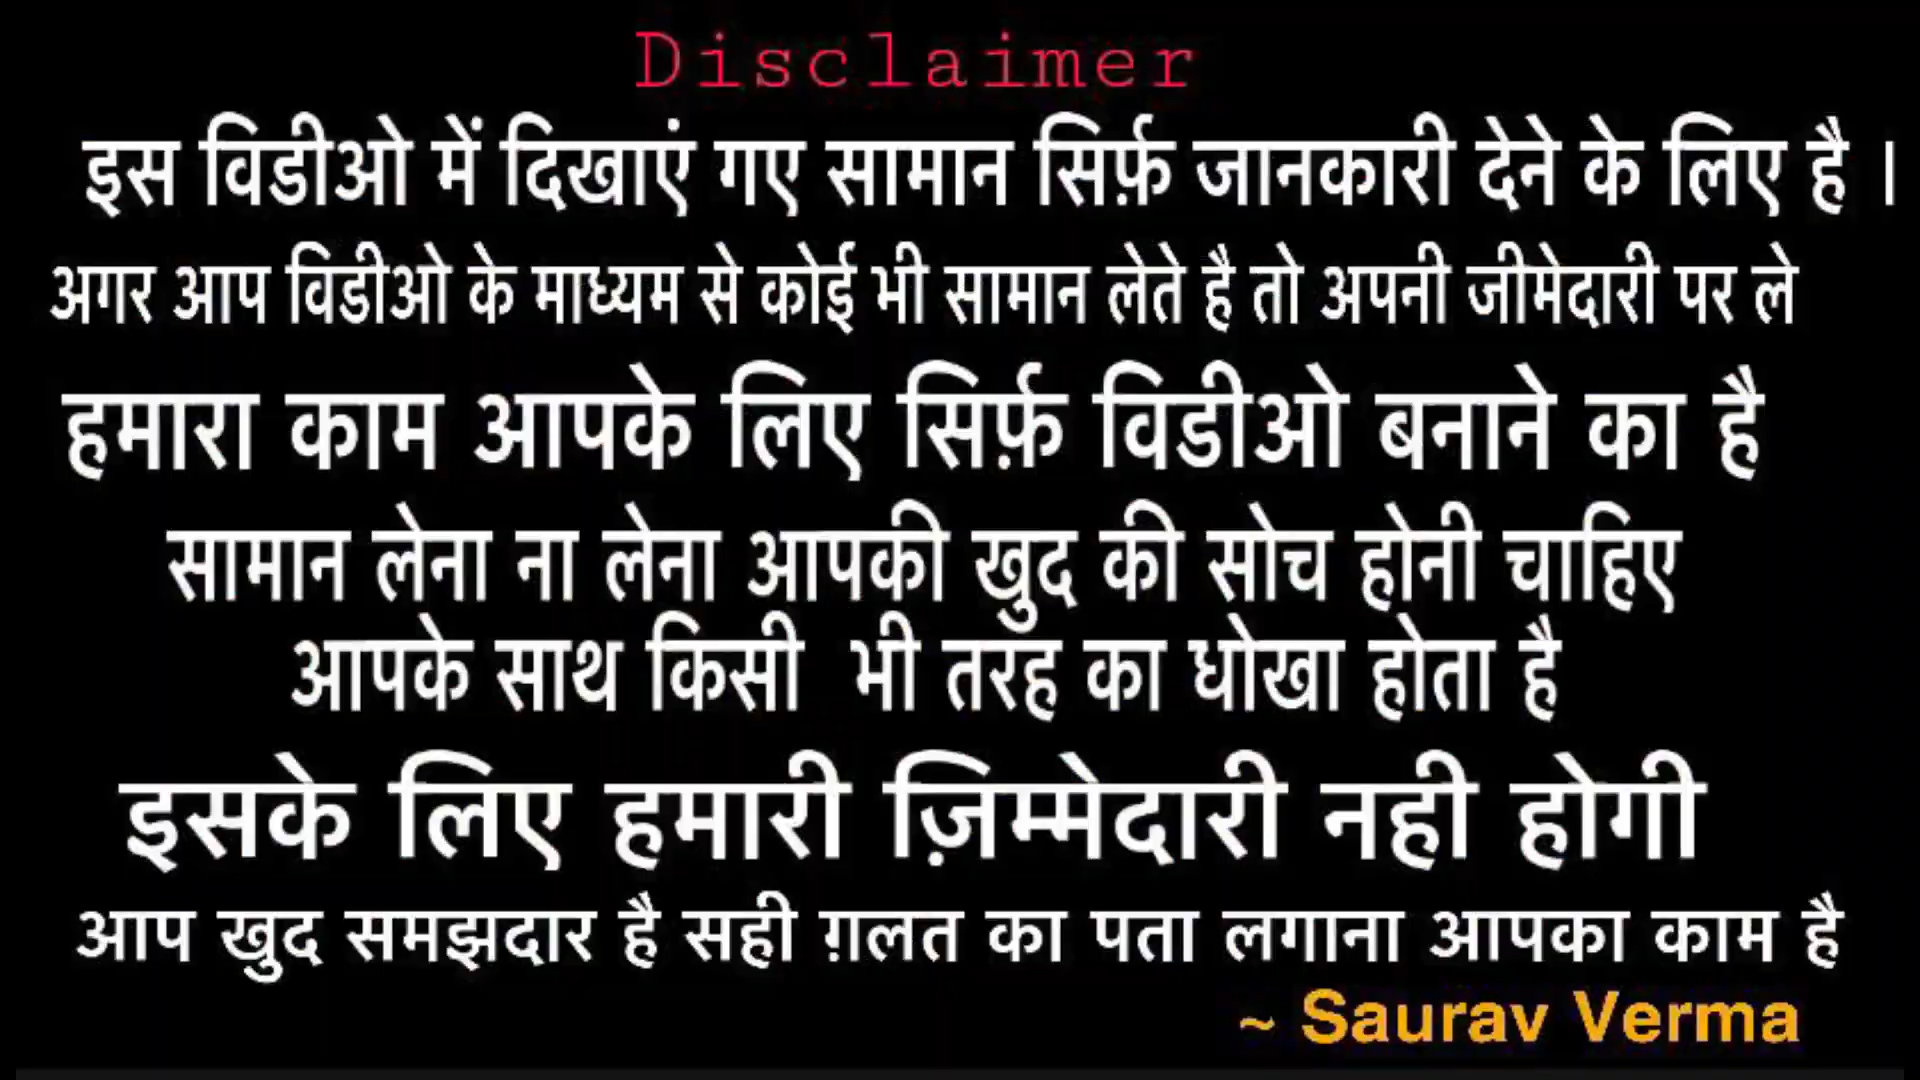 Disclaimer
इस विडीओ में दिखाएं गए सामान सिर्फ़ जानकारी देने के लिए है ।
अगर आप विडीओ के माध्यम से कोई भी सामान लेते है तो अपनी जीमेदारी पर ले
हमारा काम आपके लिए सिर्फ़ विडीओ बनाने का है
सामान लेना ना लेना आपकी खुद की सोच होनी चाहिए
आपके साथ किसी भी तरह का धोखा होता है
इसके लिए हमारी ज़िम्मेदारी नही होगी
आप खुद समझदार है सही ग़लत का पता लगाना आपका काम है
~ Saurav Verma